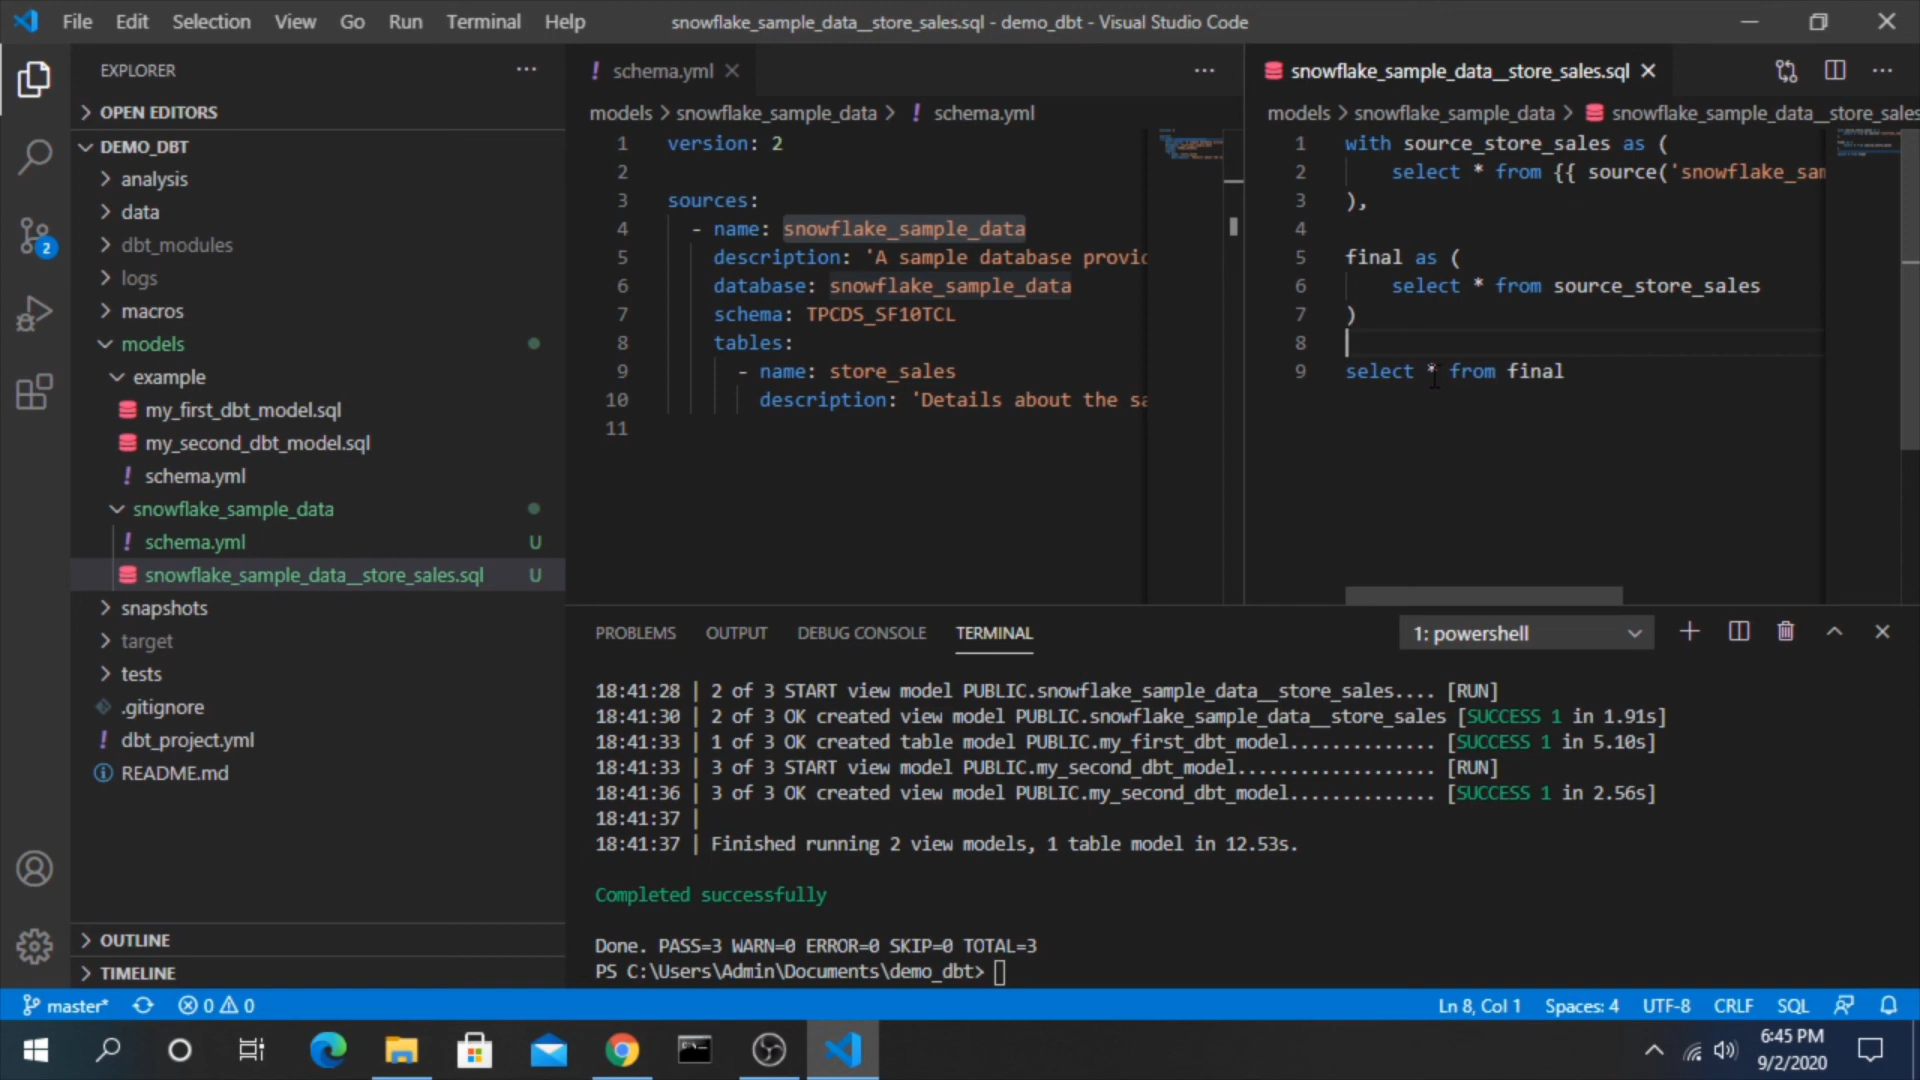 File Edit Selection View Go Run Terminal Help
snowflake_sample_data__store_sales.sql - demo_dbt - Visual Studio Code
EXPLORER
OPEN EDITORS
DEMO_DBT
analysis
data
dbt_modules
logs
macros
models
example
my_first_dbt_model.sql
my_second_dbt_model.sql
! schema.yml
snowflake_sample_data
! schema.yml U
snowflake_sample_data__store_sales.sql U
snapshots
target
tests
.gitignore
! dbt_project.yml
README.md
OUTLINE
TIMELINE
2
! schema.yml
models > snowflake_sample_data > ! schema.yml
1 version: 2
2
3 sources:
4 - name: snowflake_sample_data
5 description: 'A sample database provid
6 database: snowflake_sample_data
7 schema: TPCDS_SF10TCL
8 tables:
9 - name: store_sales
10 description: 'Details about the sa
11
snowflake_sample_data__store_sales.sql
models > snowflake_sample_data > snowflake_sample_data__store_sales
1 with source_store_sales as (
2 select * from {{ source('snowflake_sam
3 ),
4
5 final as (
6 select * from source_store_sales
7 )
8
9 select * from final
PROBLEMS OUTPUT DEBUG CONSOLE TERMINAL
1: powershell
18:41:28 | 2 of 3 START view model PUBLIC.snowflake_sample_data__store_sales.... [RUN]
18:41:30 | 2 of 3 OK created view model PUBLIC.snowflake_sample_data__store_sales [SUCCESS 1 in 1.91s]
18:41:33 | 1 of 3 OK created table model PUBLIC.my_first_dbt_model.............. [SUCCESS 1 in 5.10s]
18:41:33 | 3 of 3 START view model PUBLIC.my_second_dbt_model................... [RUN]
18:41:36 | 3 of 3 OK created view model PUBLIC.my_second_dbt_model.............. [SUCCESS 1 in 2.56s]
18:41:37 |
18:41:37 | Finished running 2 view models, 1 table model in 12.53s.
Completed successfully
Done. PASS=3 WARN=0 ERROR=0 SKIP=0 TOTAL=3
PS C:\Users\Admin\Documents\demo_dbt>
master* 0 0
Ln 8, Col 1 Spaces: 4 UTF-8 CRLF SQL
6:45 PM
9/2/2020